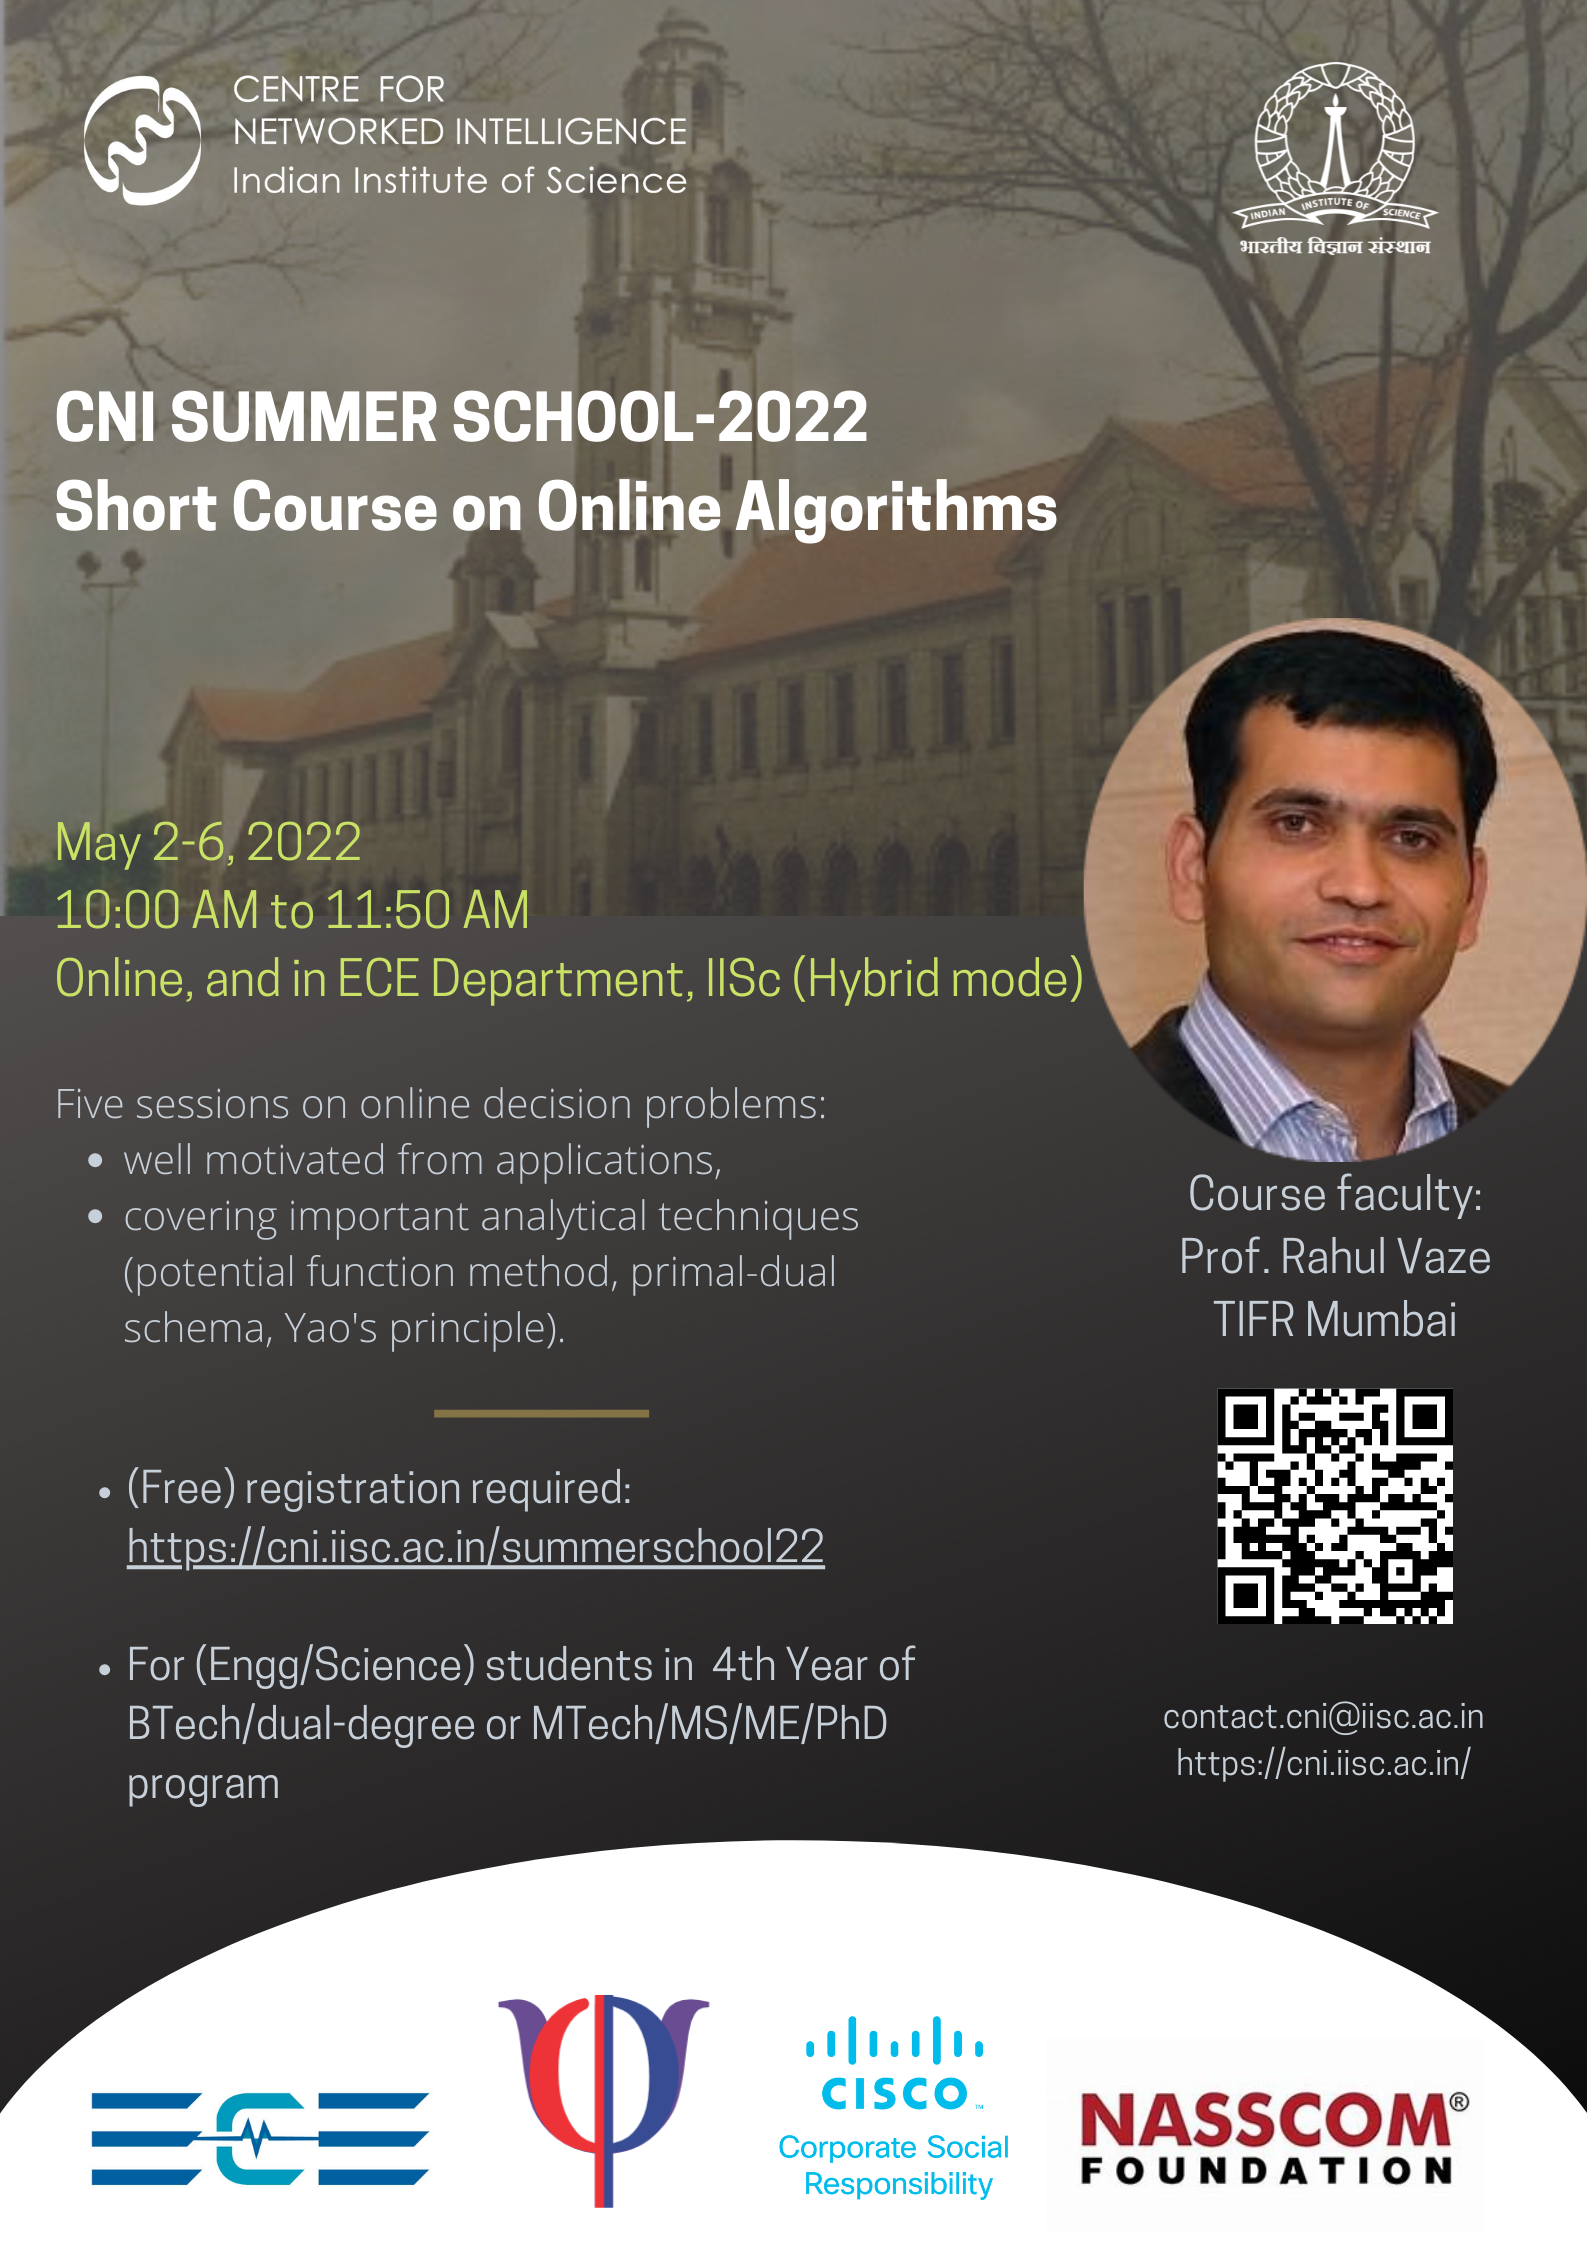 CENTRE FOR
NETWORKED INTELLIGENCE
Indian Institute of Science
INDIAN INSTITUTE OF SCIENCE
भारतीय विज्ञान संस्थान
CNI SUMMER SCHOOL-2022
Short Course on Online Algorithms
May 2-6, 2022
10:00 AM to 11:50 AM
Online, and in ECE Department, IISc (Hybrid mode)
Five sessions on online decision problems:
• well motivated from applications,
• covering important analytical techniques
(potential function method, primal-dual
schema, Yao's principle).
Course faculty:
Prof. Rahul Vaze
TIFR Mumbai
• (Free) registration required:
https://cni.iisc.ac.in/summerschool22
• For (Engg/Science) students in 4th Year of
BTech/dual-degree or MTech/MS/ME/PhD
program
contact.cni@iisc.ac.in
https://cni.iisc.ac.in/
ECE
CISCO™
Corporate Social
Responsibility
NASSCOM®
FOUNDATION